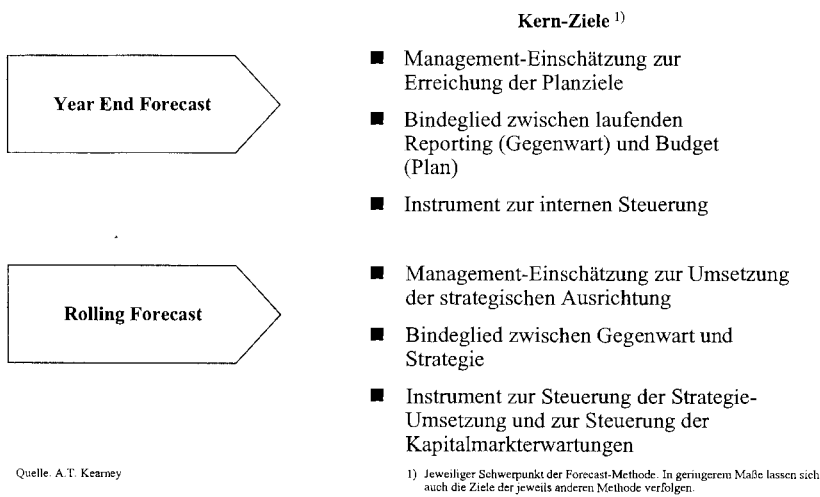 Kern-Ziele 1)
Year End Forecast
■ Management-Einschätzung zur
Erreichung der Planziele
■ Bindeglied zwischen laufenden
Reporting (Gegenwart) und Budget
(Plan)
■ Instrument zur internen Steuerung
Rolling Forecast
■ Management-Einschätzung zur Umsetzung
der strategischen Ausrichtung
■ Bindeglied zwischen Gegenwart und
Strategie
■ Instrument zur Steuerung der Strategie-
Umsetzung und zur Steuerung der
Kapitalmarkterwartungen
Quelle. A.T. Kearney
1) Jeweiliger Schwerpunkt der Forecast-Methode. In geringerem Maße lassen sich
auch die Ziele der jeweils anderen Methode verfolgen.